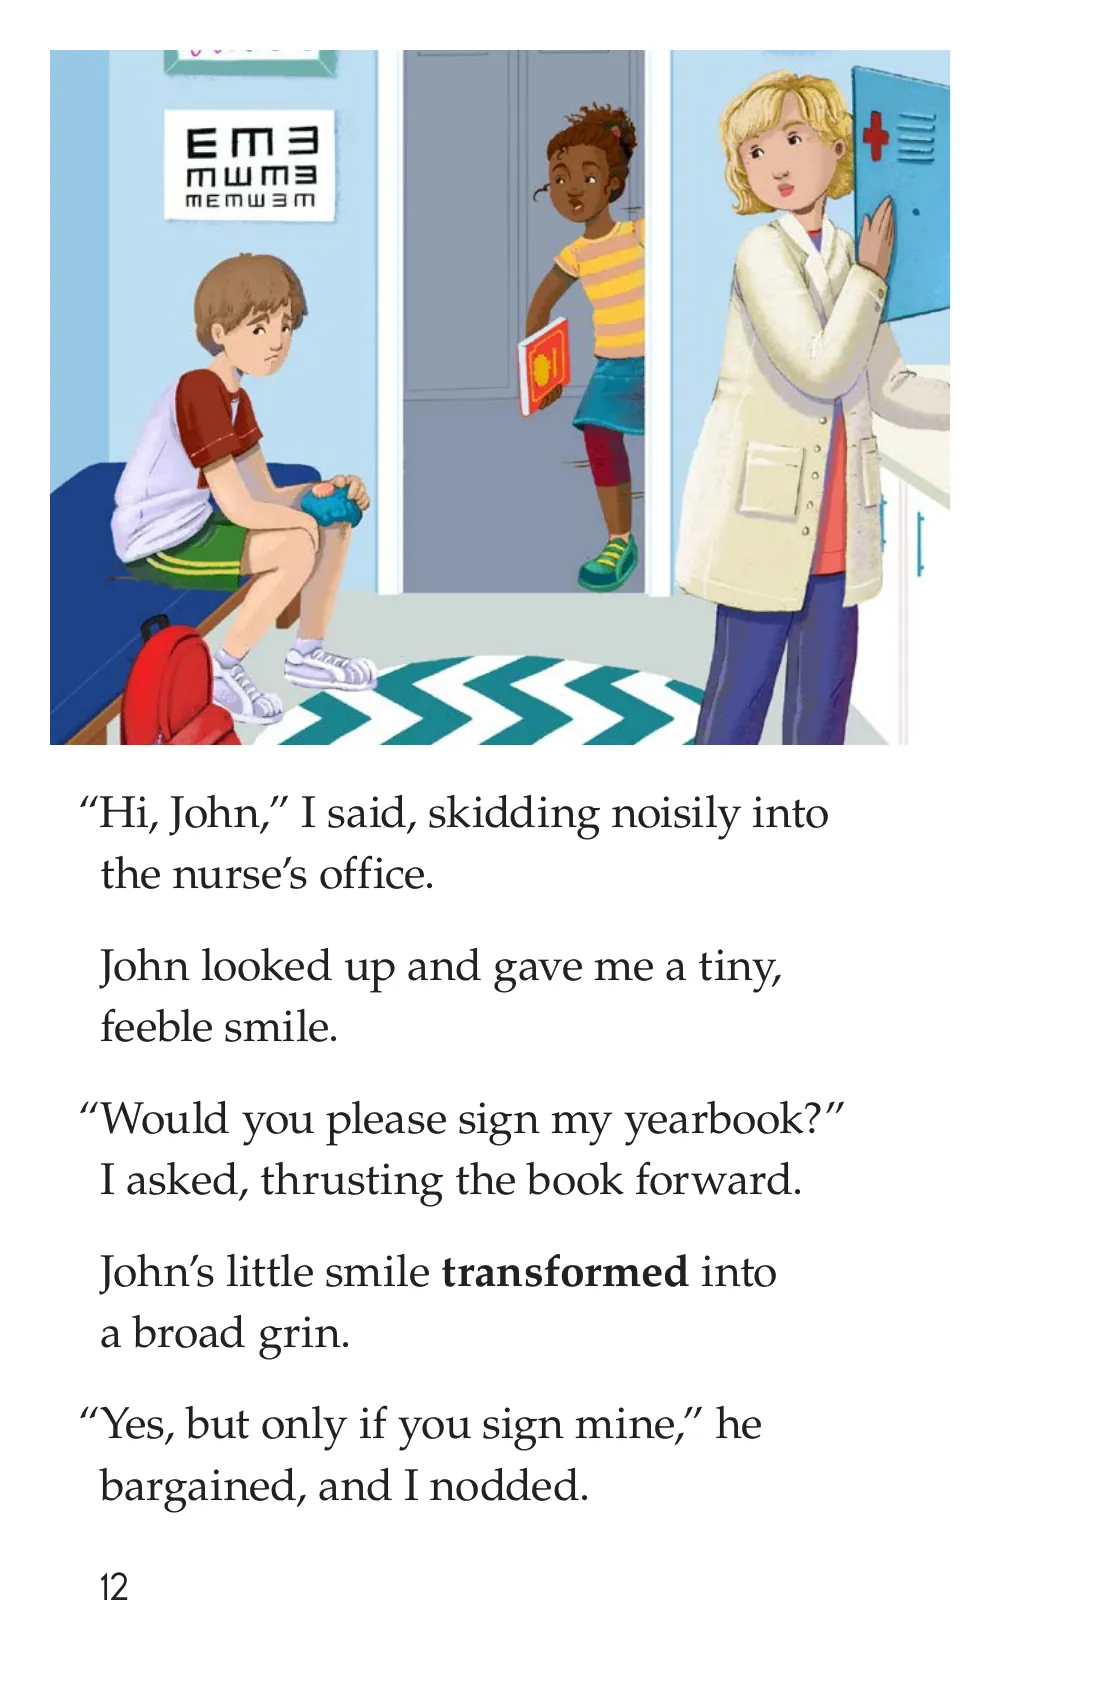 E m Ǝ
m ш m Ǝ
m E m ш Ǝ m
“Hi, John,” I said, skidding noisily into
the nurse’s office.
John looked up and gave me a tiny,
feeble smile.
“Would you please sign my yearbook?”
I asked, thrusting the book forward.
John’s little smile transformed into
a broad grin.
“Yes, but only if you sign mine,” he
bargained, and I nodded.
12